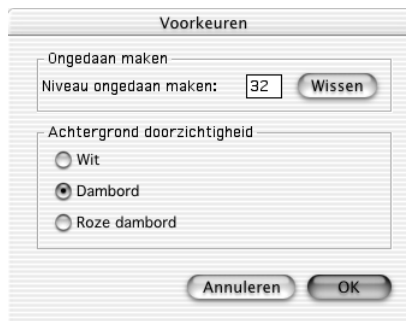 Voorkeuren
Ongedaan maken
Niveau ongedaan maken: 32 Wissen
Achtergrond doorzichtigheid
Wit
Dambord
Roze dambord
Annuleren OK